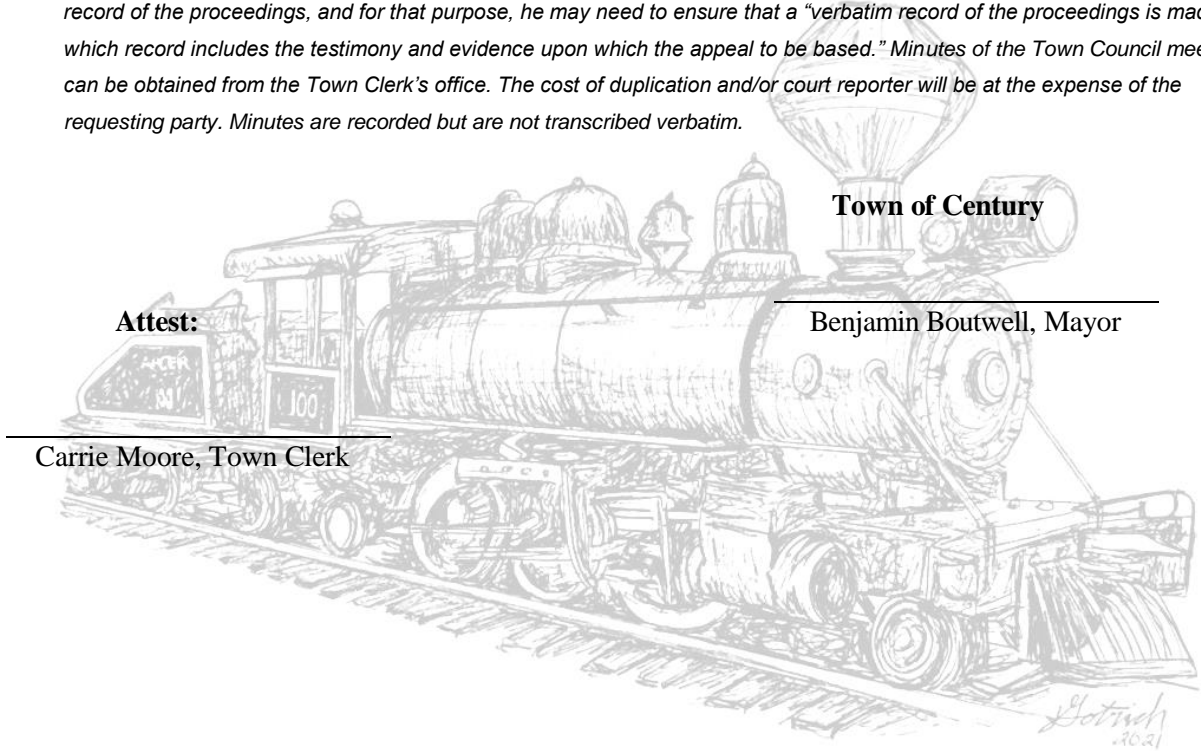 record of the proceedings, and for that purpose, he may need to ensure that a “verbatim record of the proceedings is mad
which record includes the testimony and evidence upon which the appeal to be based.” Minutes of the Town Council mee
can be obtained from the Town Clerk’s office. The cost of duplication and/or court reporter will be at the expense of the
requesting party. Minutes are recorded but are not transcribed verbatim.
Town of Century
Attest:
Benjamin Boutwell, Mayor
100
Carrie Moore, Town Clerk
Gotrich
2021